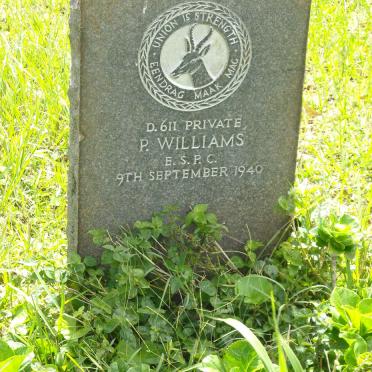 UNION IS STRENGTH
EENDRAG MAAK MAG
D.611 PRIVATE
P. WILLIAMS
E.S.P.C.
9TH SEPTEMBER 1940